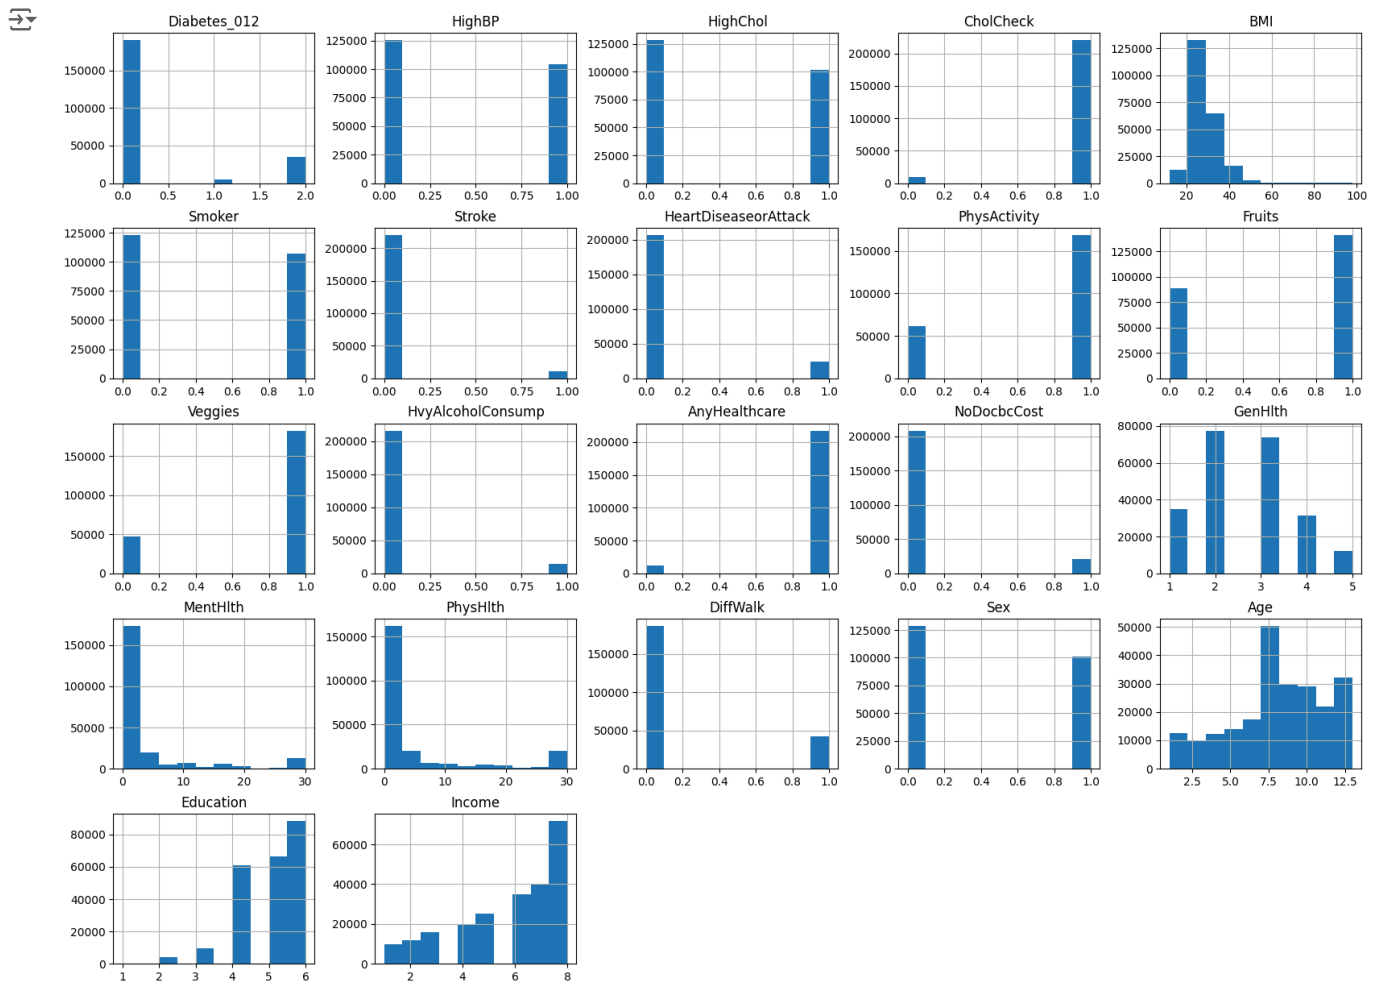 Diabetes_012 HighBP HighChol CholCheck BMI
150000 100000 50000 0
0.0 0.5 1.0 1.5 2.0
125000 100000 75000 50000 25000 0
0.00 0.25 0.50 0.75 1.00
125000 100000 75000 50000 25000 0
0.0 0.2 0.4 0.6 0.8 1.0
200000 150000 100000 50000 0
0.0 0.2 0.4 0.6 0.8 1.0
125000 100000 75000 50000 25000 0
20 40 60 80 100
Smoker Stroke HeartDiseaseorAttack PhysActivity Fruits
125000 100000 75000 50000 25000 0
0.0 0.2 0.4 0.6 0.8 1.0
200000 150000 100000 50000 0
0.00 0.25 0.50 0.75 1.00
200000 150000 100000 50000 0
0.0 0.2 0.4 0.6 0.8 1.0
150000 100000 50000 0
0.0 0.2 0.4 0.6 0.8 1.0
125000 100000 75000 50000 25000 0
0.0 0.2 0.4 0.6 0.8 1.0
Veggies HvyAlcoholConsump AnyHealthcare NoDocbcCost GenHlth
150000 100000 50000 0
0.0 0.2 0.4 0.6 0.8 1.0
200000 150000 100000 50000 0
0.00 0.25 0.50 0.75 1.00
200000 150000 100000 50000 0
0.0 0.2 0.4 0.6 0.8 1.0
200000 150000 100000 50000 0
0.0 0.2 0.4 0.6 0.8 1.0
80000 60000 40000 20000 0
1 2 3 4 5
MentHlth PhysHlth DiffWalk Sex Age
150000 100000 50000 0
0 10 20 30
150000 100000 50000 0
0 10 20 30
150000 100000 50000 0
0.0 0.2 0.4 0.6 0.8 1.0
125000 100000 75000 50000 25000 0
0.0 0.2 0.4 0.6 0.8 1.0
50000 40000 30000 20000 10000 0
2.5 5.0 7.5 10.0 12.5
Education Income
80000 60000 40000 20000 0
1 2 3 4 5 6
60000 40000 20000 0
2 4 6 8